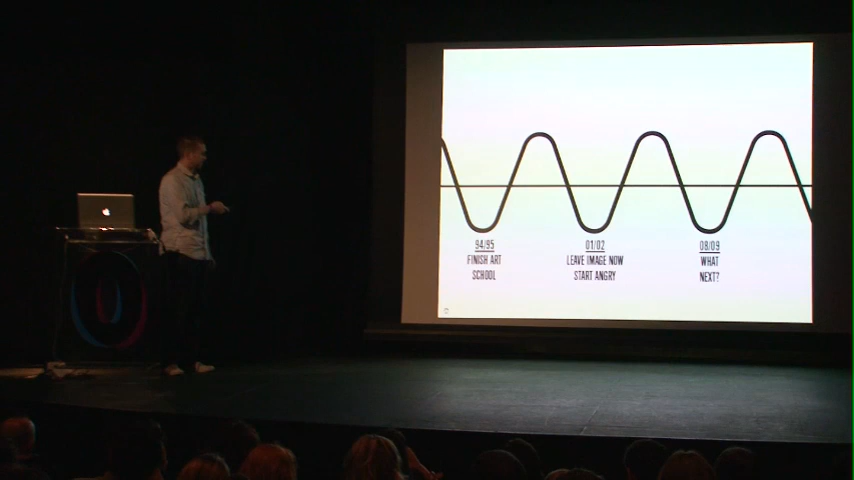 94/95
FINISH ART
SCHOOL
01/02
LEAVE IMAGE NOW
START ANGRY
08/09
WHAT
NEXT?